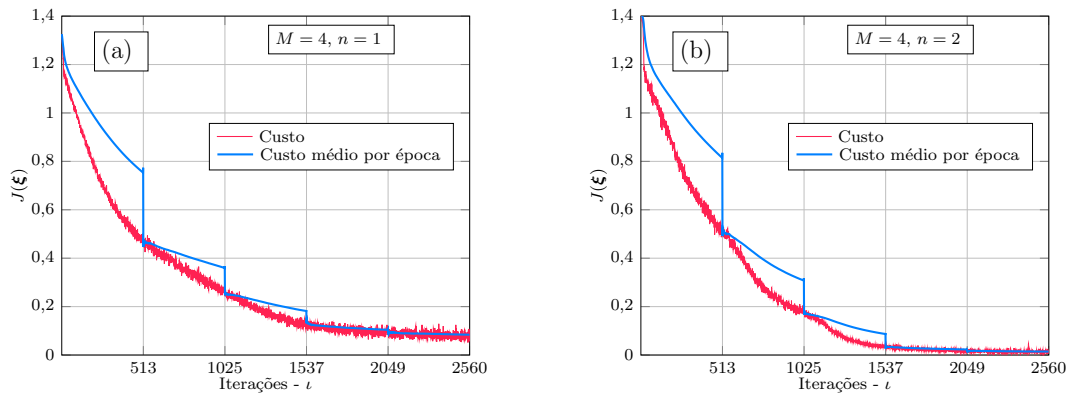 (a)
M = 4, n = 1
1,4
1,2
1
0,8
0,6
0,4
0,2
0
J(ξ)
Custo
Custo médio por época
513
1025
1537
2049
2560
Iterações - ι
(b)
M = 4, n = 2
1,4
1,2
1
0,8
0,6
0,4
0,2
0
J(ξ)
Custo
Custo médio por época
513
1025
1537
2049
2560
Iterações - ι